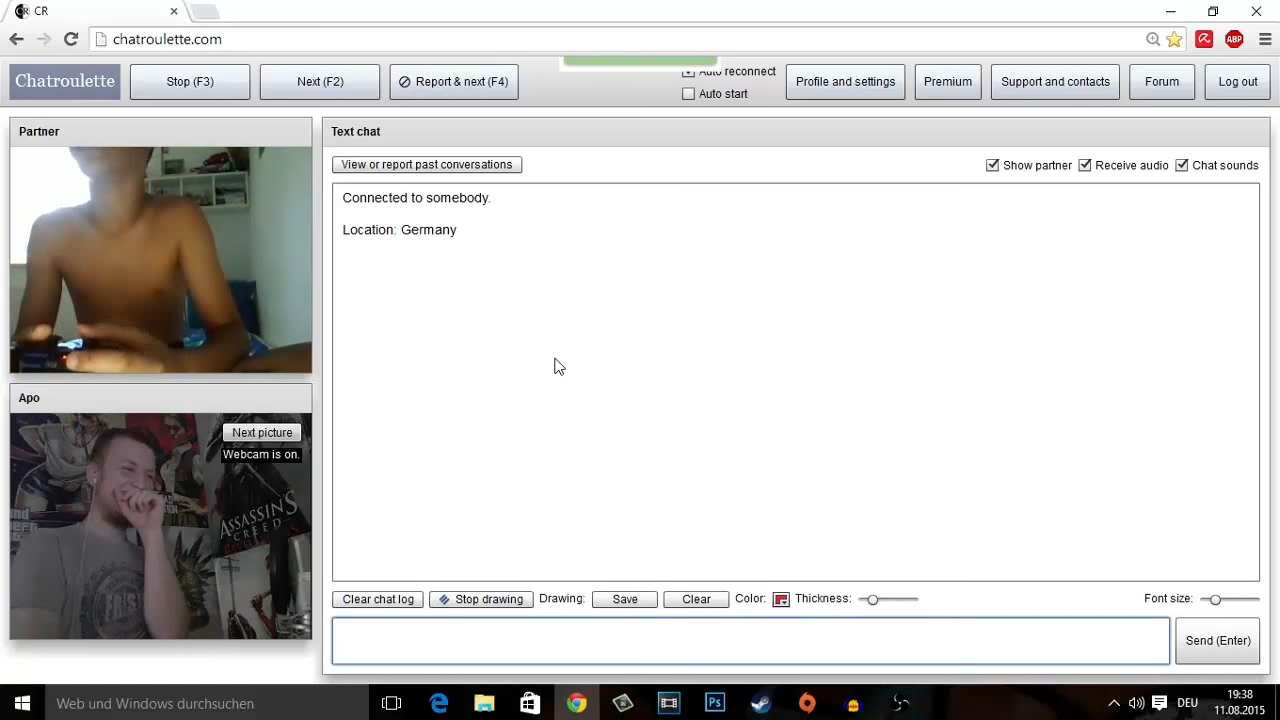 CR
chatroulette.com
ABP
Chatroulette
Stop (F3)
Next (F2)
Report & next (F4)
Auto reconnect
Auto start
Profile and settings
Premium
Support and contacts
Forum
Log out
Partner
Text chat
View or report past conversations
Show partner
Receive audio
Chat sounds
Connected to somebody.
Location: Germany
Apo
Next picture
Webcam is on.
ASSASSIN'S
CREED
Clear chat log
Stop drawing
Drawing:
Save
Clear
Color:
Thickness:
Font size:
Send (Enter)
Web und Windows durchsuchen
Ps
DEU
19:38
11.08.2015